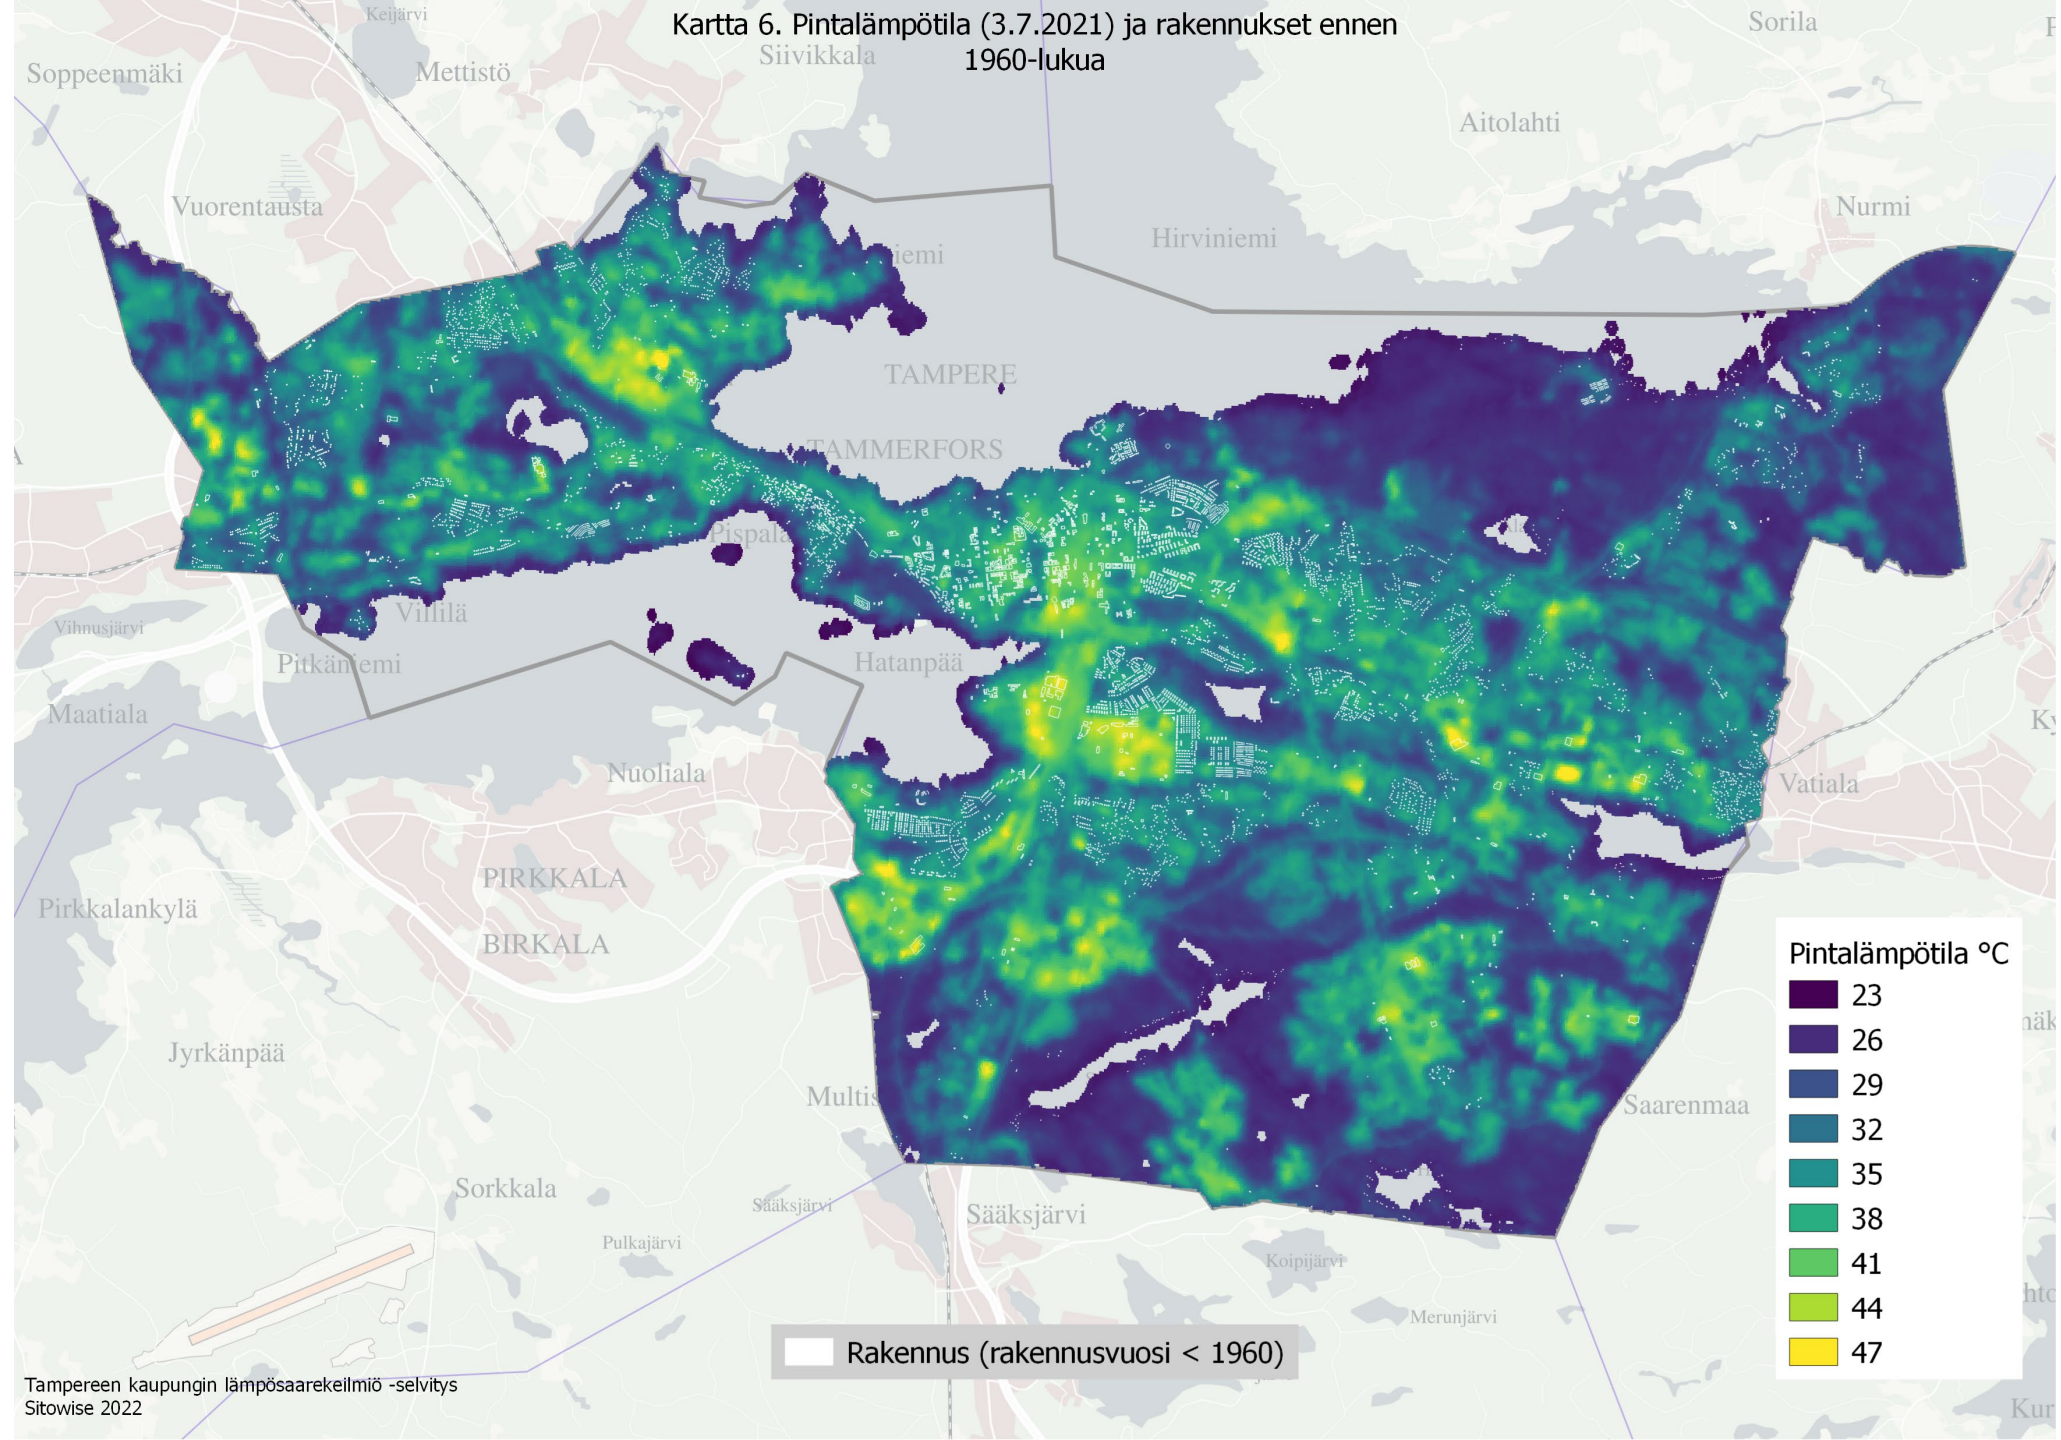 Kartta 6. Pintalämpötila (3.7.2021) ja rakennukset ennen
1960-lukua
Keijärvi
Sorila
Siivikkala
Soppeenmäki
Mettistö
Aitolahti
Vuorentausta
Nurmi
Hirviniemi
iemi
TAMPERE
TAMMERFORS
Pispala
Villilä
Vihnusjärvi
Pitkäniemi
Hatanpää
Maatiala
Nuoliala
Vatiala
PIRKKALA
Pirkkalankylä
BIRKALA
Pintalämpötila °C
23
26
29
32
35
38
41
44
47
Jyrkänpää
Multis
Saarenmaa
Sorkkala
Sääksjärvi
Sääksjärvi
Pulkajärvi
Koipijärvi
Merunjärvi
Rakennus (rakennusvuosi < 1960)
Tampereen kaupungin lämpösaarekeilmiö -selvitys
Sitowise 2022
Kur